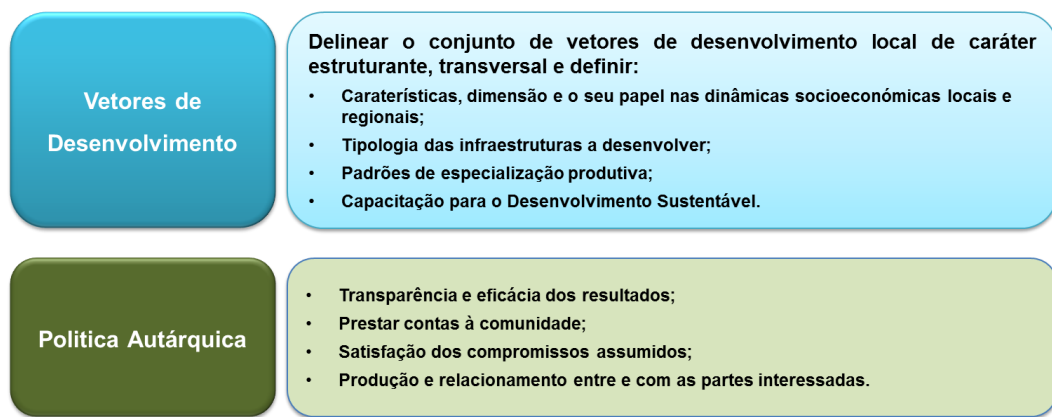 Vetores de
Desenvolvimento
Delinear o conjunto de vetores de desenvolvimento local de caráter
estruturante, transversal e definir:
• Caraterísticas, dimensão e o seu papel nas dinâmicas socioeconómicas locais e
regionais;
• Tipologia das infraestruturas a desenvolver;
• Padrões de especialização produtiva;
• Capacitação para o Desenvolvimento Sustentável.
Politica Autárquica
• Transparência e eficácia dos resultados;
• Prestar contas à comunidade;
• Satisfação dos compromissos assumidos;
• Produção e relacionamento entre e com as partes interessadas.